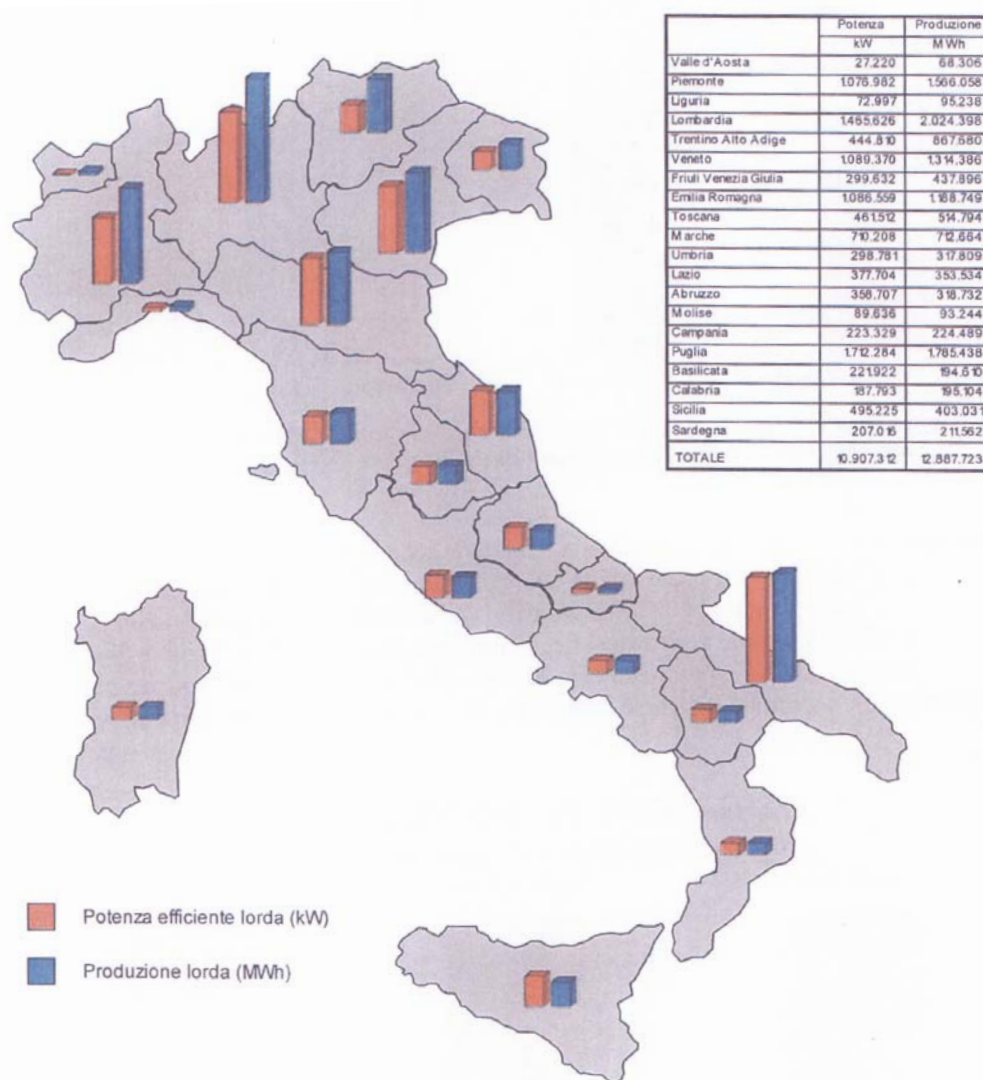 Potenza Produzione
kW MWh
Valle d'Aosta 27.220 68.306
Piemonte 1.076.982 1.566.058
Liguria 72.997 95.238
Lombardia 1.465.626 2.024.398
Trentino Alto Adige 444.810 867.680
Veneto 1.089.370 1.314.386
Friuli Venezia Giulia 299.632 437.896
Emilia Romagna 1.086.559 1.168.749
Toscana 461.512 514.794
Marche 710.208 712.664
Umbria 298.781 317.809
Lazio 377.704 353.534
Abruzzo 358.707 318.732
Molise 89.636 93.244
Campania 223.329 224.489
Puglia 1.712.284 1.785.438
Basilicata 221.922 194.610
Calabria 187.793 195.104
Sicilia 495.225 403.031
Sardegna 207.016 211.562
TOTALE 10.907.312 12.887.723
Potenza efficiente lorda (kW)
Produzione lorda (MWh)